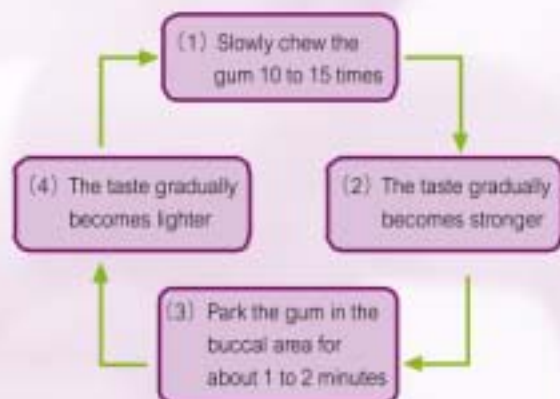 (1) Slowly chew the
gum 10 to 15 times
(2) The taste gradually
becomes stronger
(3) Park the gum in the
buccal area for
about 1 to 2 minutes
(4) The taste gradually
becomes lighter